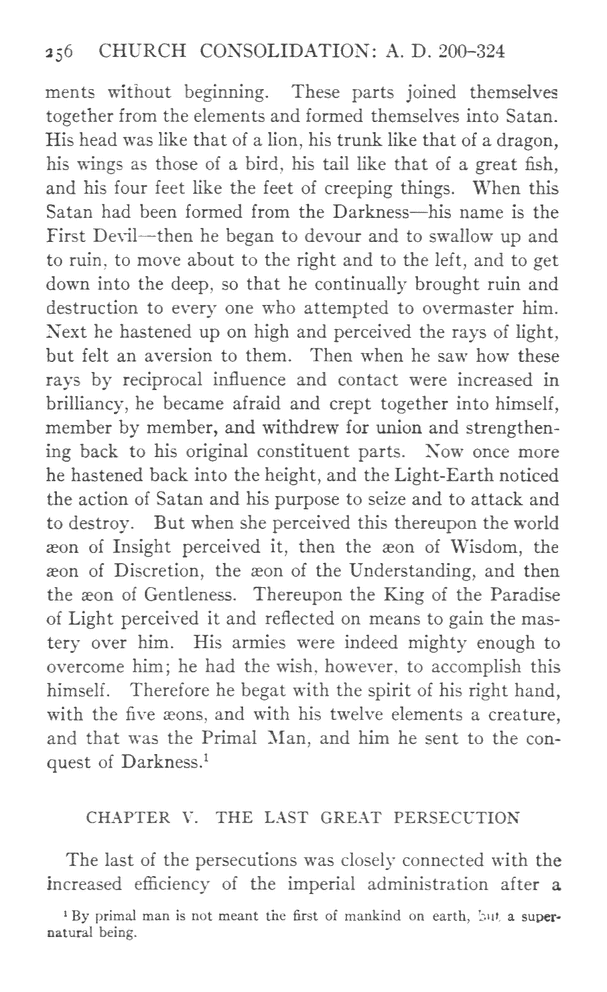 256 CHURCH CONSOLIDATION: A. D. 200–324
ments without beginning. These parts joined themselves
together from the elements and formed themselves into Satan.
His head was like that of a lion, his trunk like that of a dragon,
his wings as those of a bird, his tail like that of a great fish,
and his four feet like the feet of creeping things. When this
Satan had been formed from the Darkness—his name is the
First Devil—then he began to devour and to swallow up and
to ruin, to move about to the right and to the left, and to get
down into the deep, so that he continually brought ruin and
destruction to every one who attempted to overmaster him.
Next he hastened up on high and perceived the rays of light,
but felt an aversion to them. Then when he saw how these
rays by reciprocal influence and contact were increased in
brilliancy, he became afraid and crept together into himself,
member by member, and withdrew for union and strengthen-
ing back to his original constituent parts. Now once more
he hastened back into the height, and the Light-Earth noticed
the action of Satan and his purpose to seize and to attack and
to destroy. But when she perceived this thereupon the world
æon of Insight perceived it, then the æon of Wisdom, the
æon of Discretion, the æon of the Understanding, and then
the æon of Gentleness. Thereupon the King of the Paradise
of Light perceived it and reflected on means to gain the mas-
tery over him. His armies were indeed mighty enough to
overcome him; he had the wish, however, to accomplish this
himself. Therefore he begat with the spirit of his right hand,
with the five æons, and with his twelve elements a creature,
and that was the Primal Man, and him he sent to the con-
quest of Darkness.¹
CHAPTER V. THE LAST GREAT PERSECUTION
The last of the persecutions was closely connected with the
increased efficiency of the imperial administration after a
¹ By primal man is not meant the first of mankind on earth, but a super-
natural being.